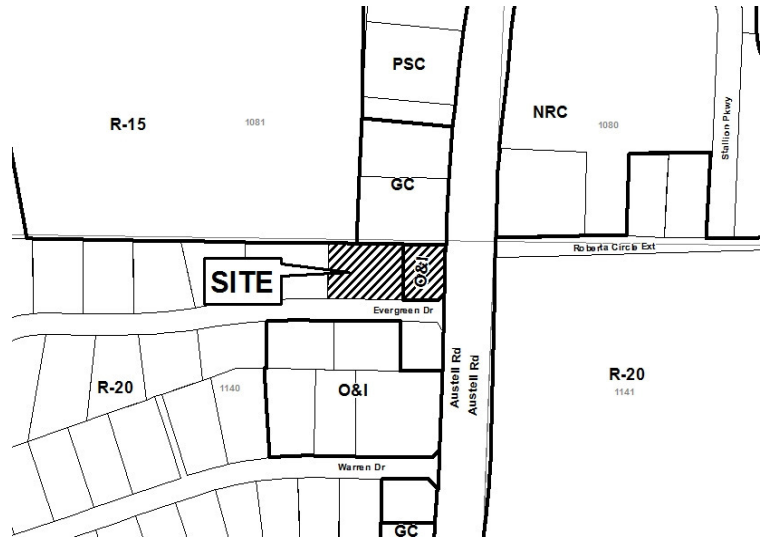 PSC
R-15
1081
NRC
1080
Stallion Pkwy
GC
Roberta Circle Ext
SITE
O&I
Evergreen Dr
Austell Rd
Austell Rd
R-20
1140
O&I
R-20
1141
Warren Dr
GC